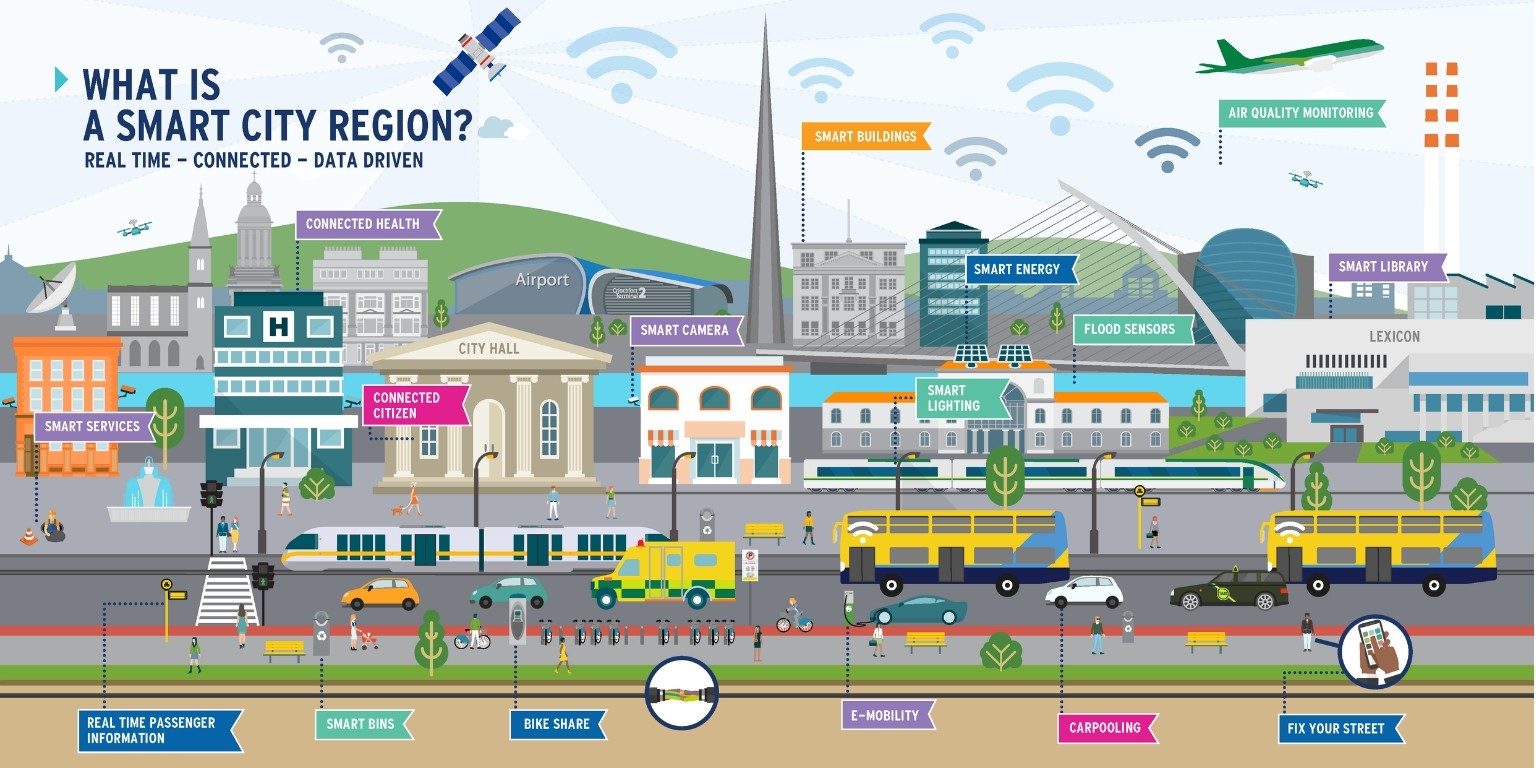 WHAT IS
A SMART CITY REGION?
REAL TIME – CONNECTED – DATA DRIVEN
AIR QUALITY MONITORING
SMART BUILDINGS
CONNECTED HEALTH
SMART ENERGY
SMART LIBRARY
Airport
Terminal 2
H
SMART CAMERA
FLOOD SENSORS
LEXICON
CITY HALL
CONNECTED
CITIZEN
SMART
LIGHTING
SMART SERVICES
REAL TIME PASSENGER
INFORMATION
SMART BINS
BIKE SHARE
E-MOBILITY
CARPOOLING
FIX YOUR STREET